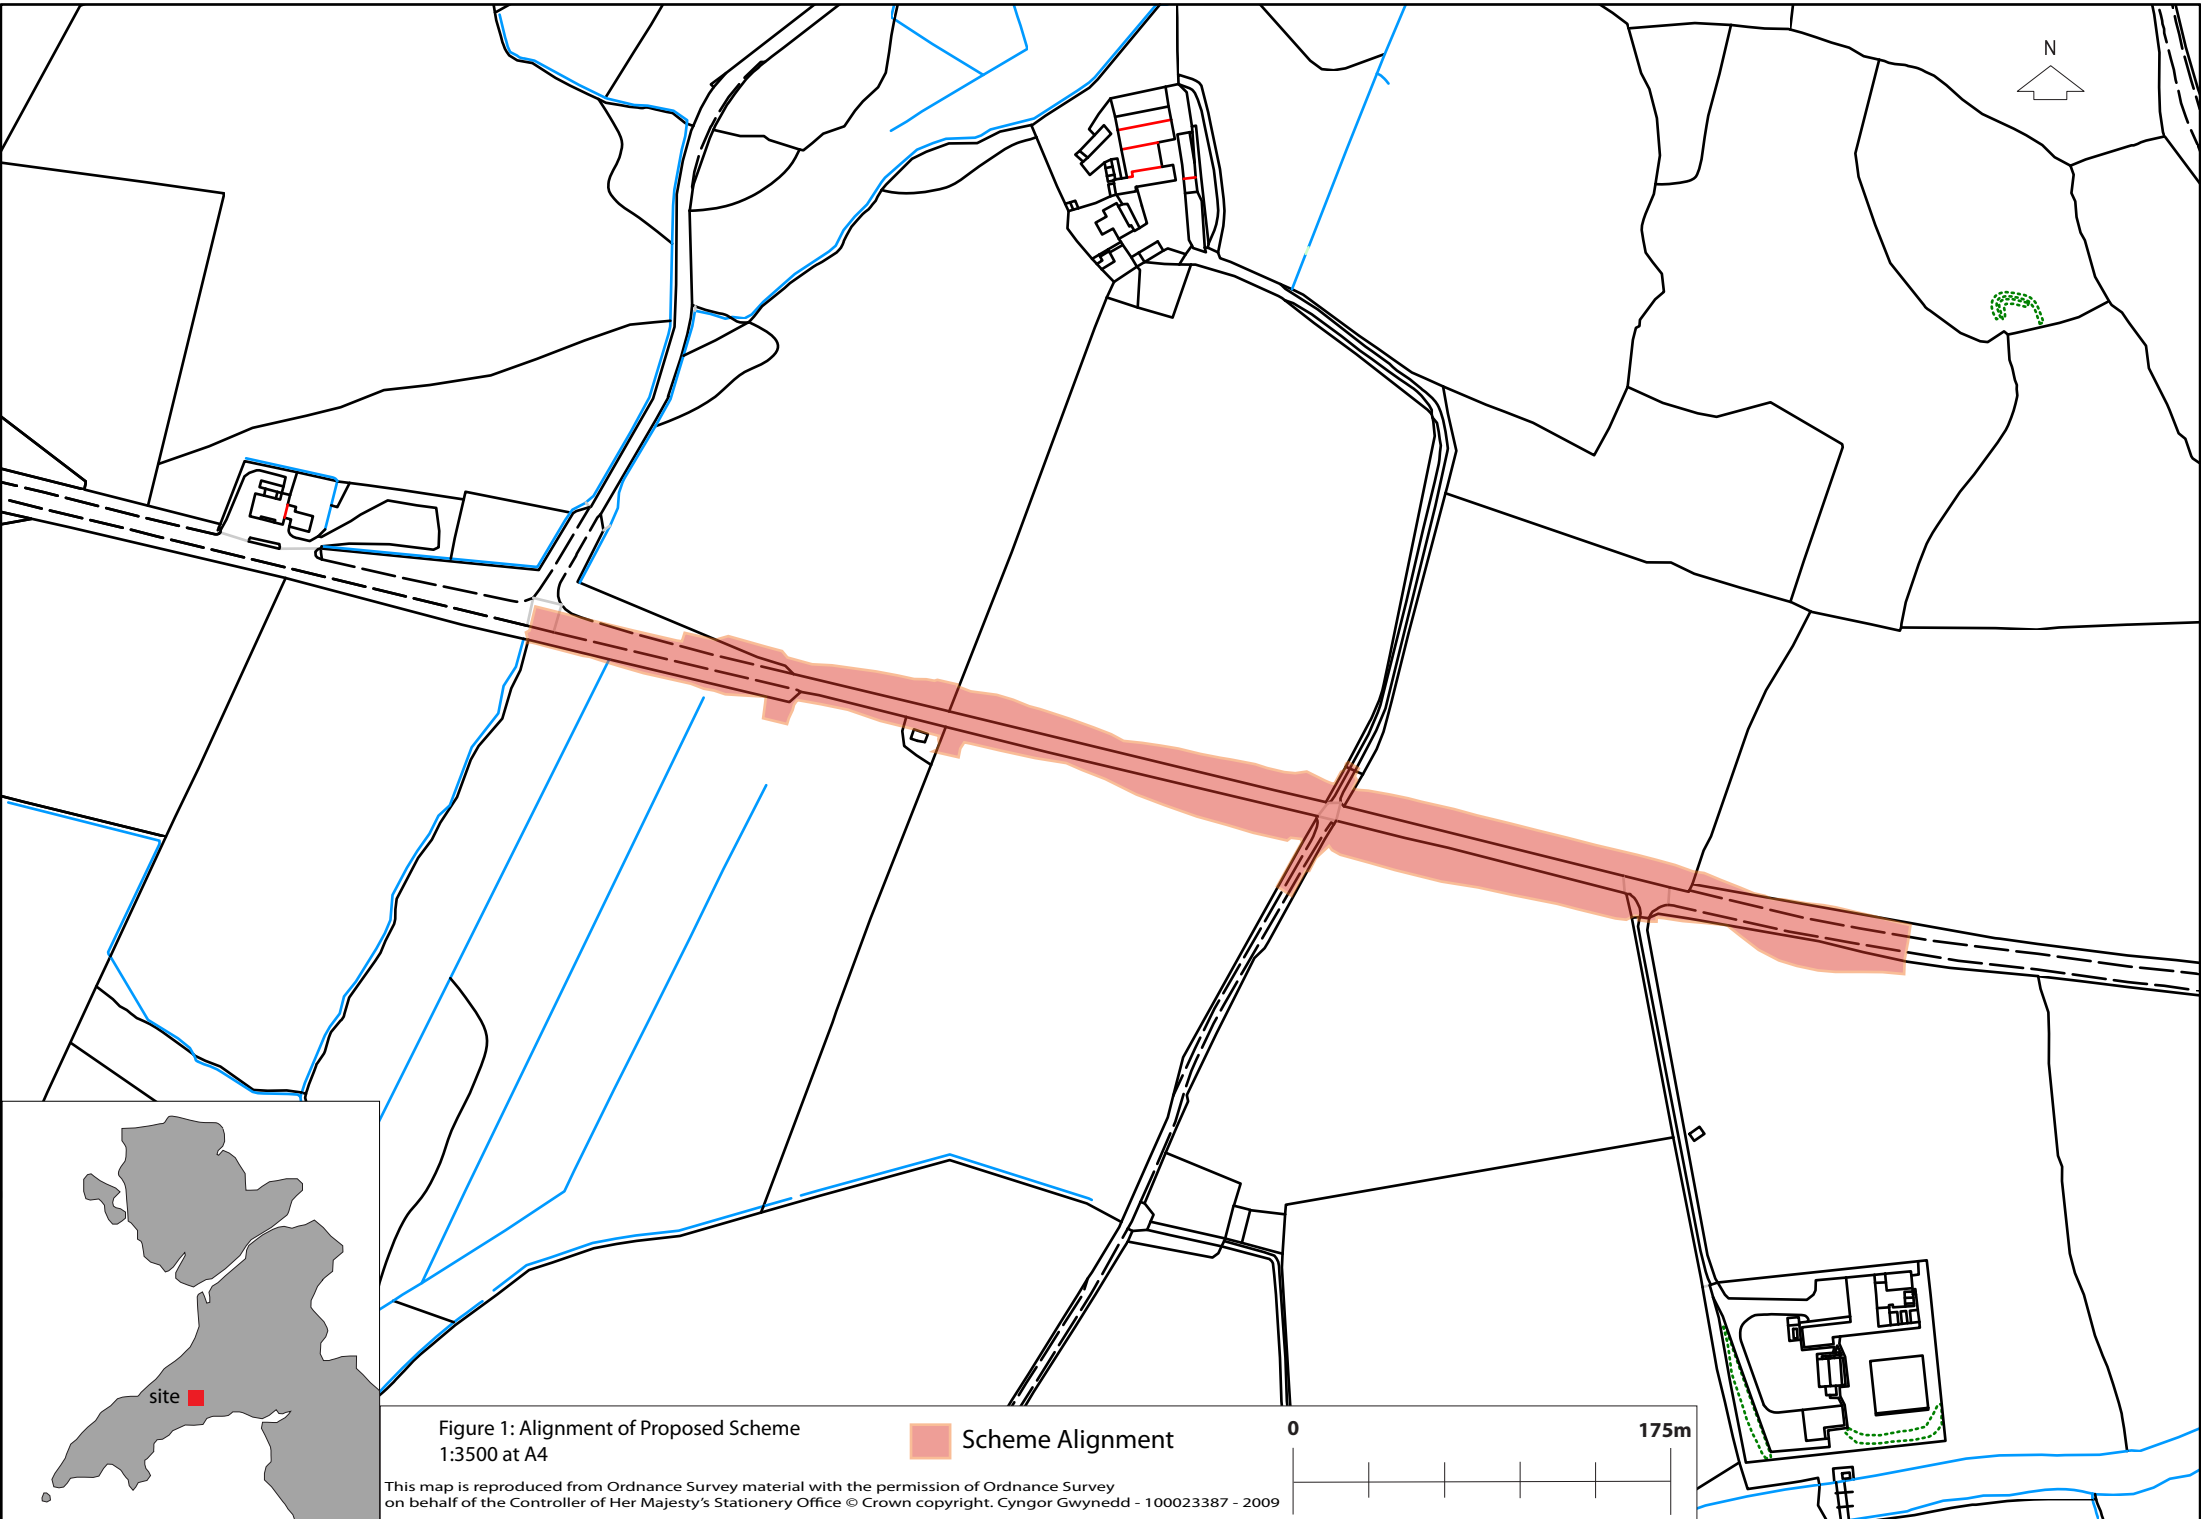 N
site
Figure 1: Alignment of Proposed Scheme
1:3500 at A4
Scheme Alignment
0
175m
This map is reproduced from Ordnance Survey material with the permission of Ordnance Survey
on behalf of the Controller of Her Majesty’s Stationery Office © Crown copyright. Cyngor Gwynedd - 100023387 - 2009